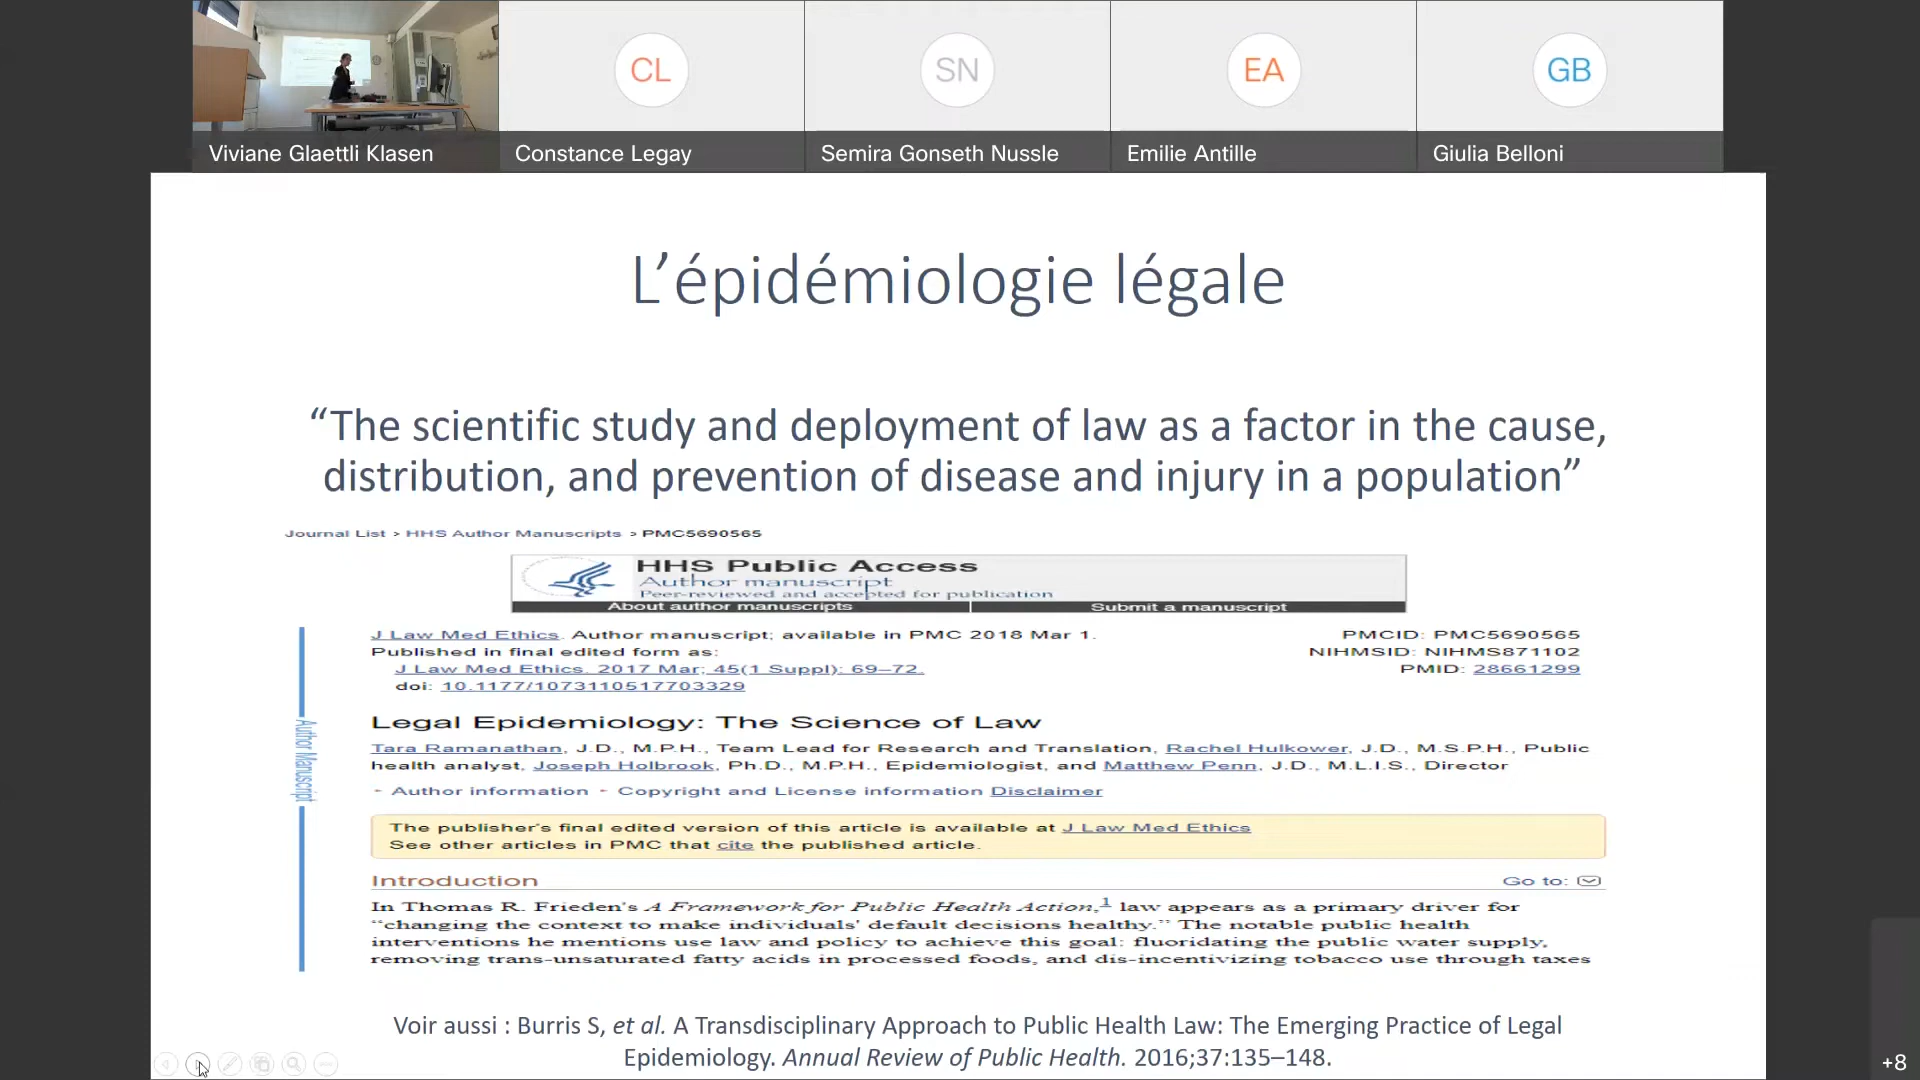 CL
SN
EA
GB
Viviane Glaettli Klasen
Constance Legay
Semira Gonseth Nussle
Emilie Antille
Giulia Belloni
L’épidémiologie légale
“The scientific study and deployment of law as a factor in the cause,
distribution, and prevention of disease and injury in a population”
Journal List > HHS Author Manuscripts > PMC5690565
HHS Public Access
Author manuscript
Peer-reviewed and accepted for publication
About author manuscripts
Submit a manuscript
J Law Med Ethics. Author manuscript; available in PMC 2018 Mar 1.
Published in final edited form as:
J Law Med Ethics. 2017 Mar; 45(1 Suppl): 69–72.
doi: 10.1177/1073110517703329
PMCID: PMC5690565
NIHMSID: NIHMS871102
PMID: 28661299
Author Manuscript
Legal Epidemiology: The Science of Law
Tara Ramanathan, J.D., M.P.H., Team Lead for Research and Translation, Rachel Hulkower, J.D., M.S.P.H., Public
health analyst, Joseph Holbrook, Ph.D., M.P.H., Epidemiologist, and Matthew Penn, J.D., M.L.I.S., Director
Author information Copyright and License information Disclaimer
The publisher's final edited version of this article is available at J Law Med Ethics
See other articles in PMC that cite the published article.
Introduction
Go to:
In Thomas R. Frieden's A Framework for Public Health Action,1 law appears as a primary driver for
“changing the context to make individuals' default decisions healthy.” The notable public health
interventions he mentions use law and policy to achieve this goal: fluoridating the public water supply,
removing trans-unsaturated fatty acids in processed foods, and dis-incentivizing tobacco use through taxes
Voir aussi : Burris S, et al. A Transdisciplinary Approach to Public Health Law: The Emerging Practice of Legal
Epidemiology. Annual Review of Public Health. 2016;37:135–148.
+8